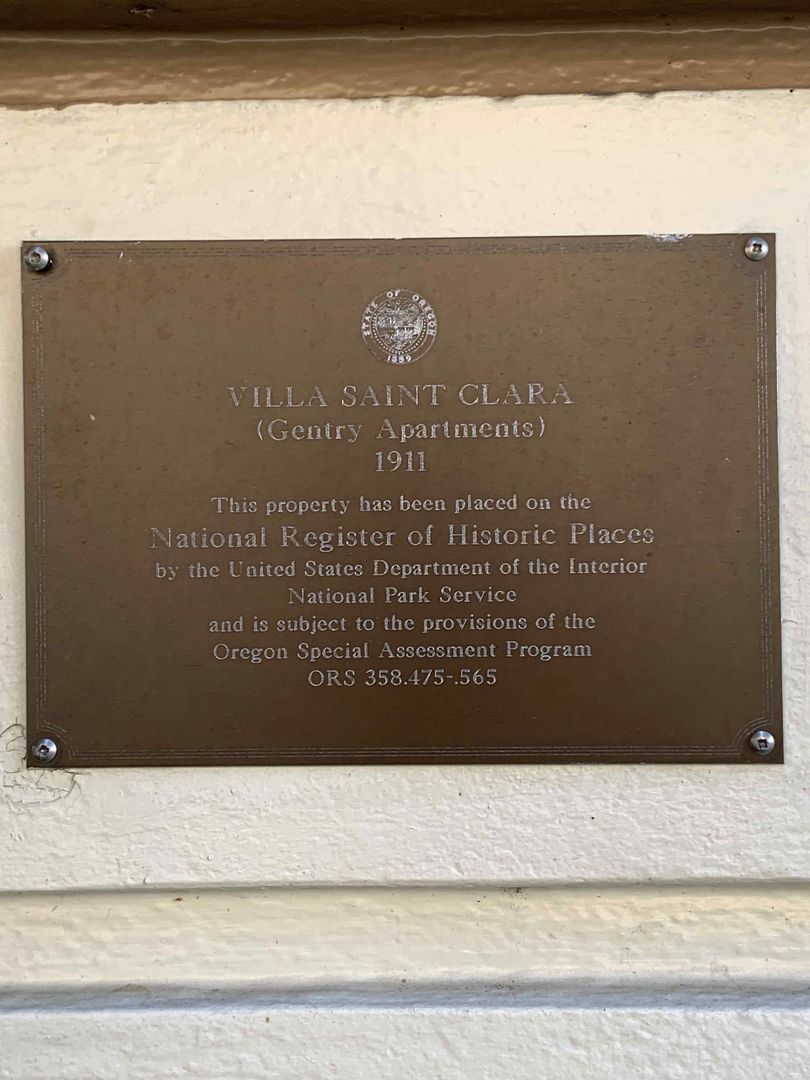 STATE OF OREGON
1859
VILLA SAINT CLARA
(Gentry Apartments)
1911
This property has been placed on the
National Register of Historic Places
by the United States Department of the Interior
National Park Service
and is subject to the provisions of the
Oregon Special Assessment Program
ORS 358.475-.565